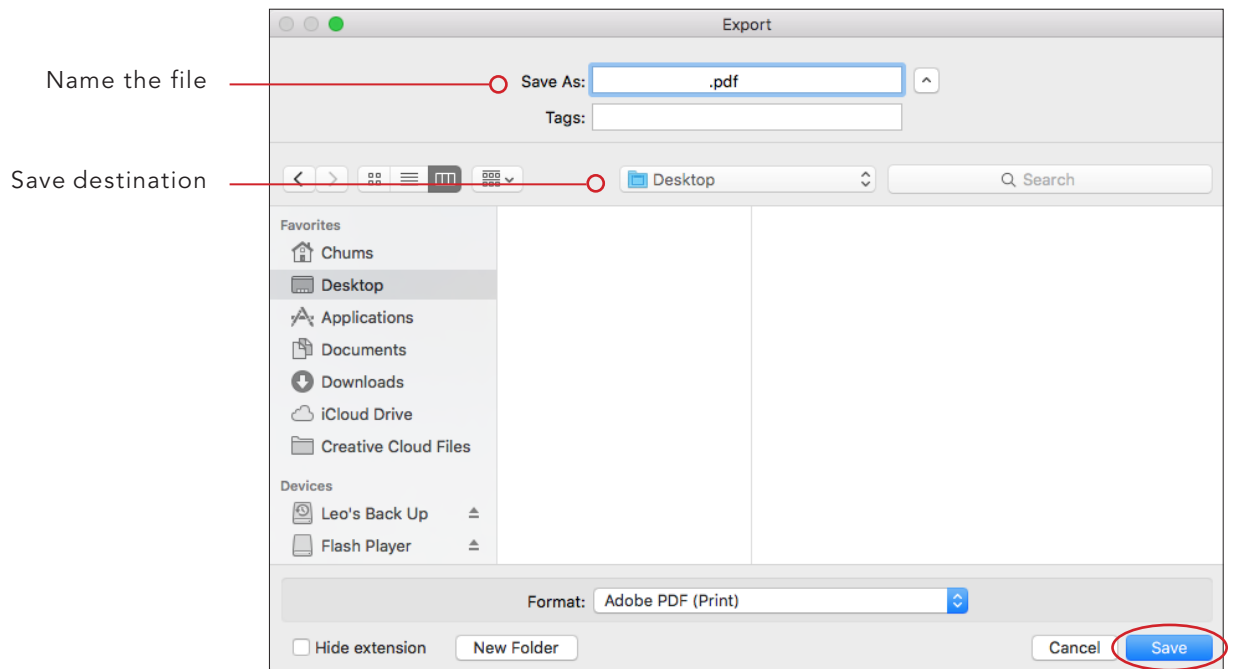 Export
Name the file
Save As: .pdf
Tags:
Save destination
Desktop
Search
Favorites
Chums
Desktop
Applications
Documents
Downloads
iCloud Drive
Creative Cloud Files
Devices
Leo's Back Up
Flash Player
Format: Adobe PDF (Print)
Hide extension New Folder Cancel Save